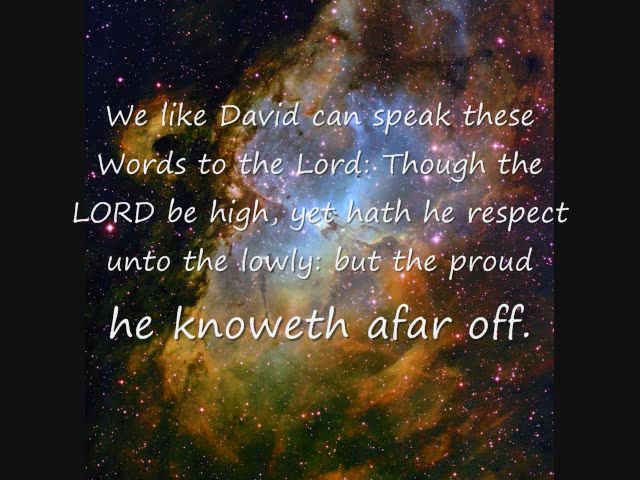 We like David can speak these
Words to the Lord: Though the
LORD be high, yet hath he respect
unto the lowly: but the proud
he knoweth afar off.